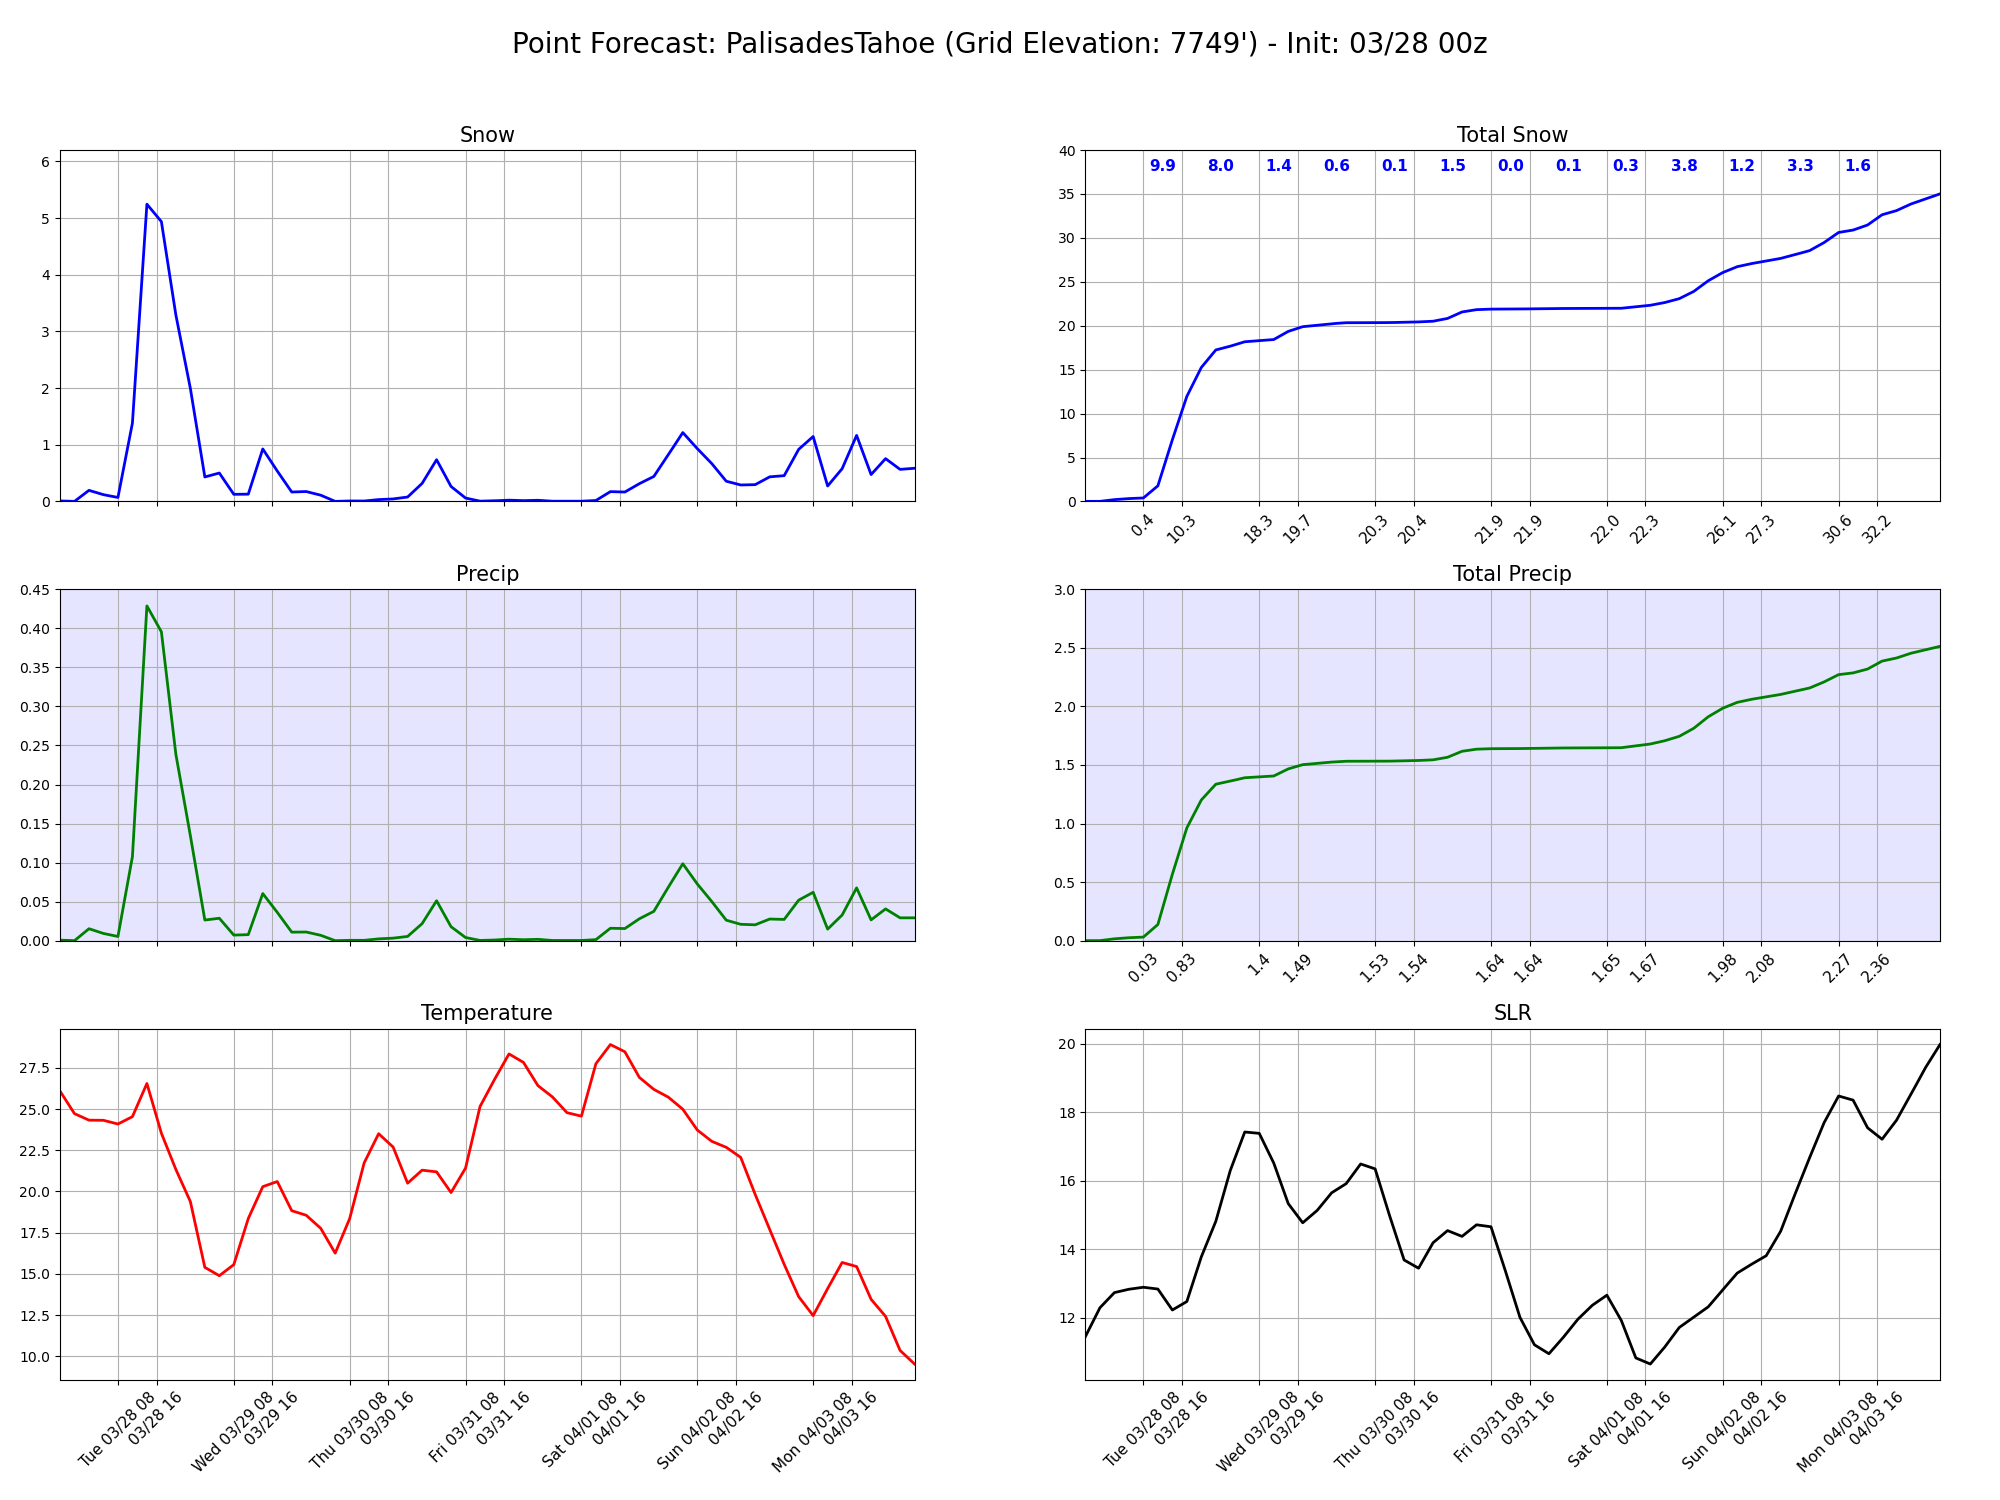 Point Forecast: PalisadesTahoe (Grid Elevation: 7749') - Init: 03/28 00z
Snow
6
5
4
3
2
1
0
Total Snow
40
35
30
25
20
15
10
5
0
9.9 8.0 1.4 0.6 0.1 1.5 0.0 0.1 0.3 3.8 1.2 3.3 1.6
0.4 10.3 18.3 19.7 20.3 20.4 21.9 21.9 22.0 22.3 26.1 27.3 30.6 32.2
Precip
0.45
0.40
0.35
0.30
0.25
0.20
0.15
0.10
0.05
0.00
Total Precip
3.0
2.5
2.0
1.5
1.0
0.5
0.0
0.03 0.83 1.4 1.49 1.53 1.54 1.64 1.64 1.65 1.67 1.98 2.08 2.27 2.36
Temperature
27.5
25.0
22.5
20.0
17.5
15.0
12.5
10.0
Tue 03/28 08
03/28 16
Wed 03/29 08
03/29 16
Thu 03/30 08
03/30 16
Fri 03/31 08
03/31 16
Sat 04/01 08
04/01 16
Sun 04/02 08
04/02 16
Mon 04/03 08
04/03 16
SLR
20
18
16
14
12
Tue 03/28 08
03/28 16
Wed 03/29 08
03/29 16
Thu 03/30 08
03/30 16
Fri 03/31 08
03/31 16
Sat 04/01 08
04/01 16
Sun 04/02 08
04/02 16
Mon 04/03 08
04/03 16